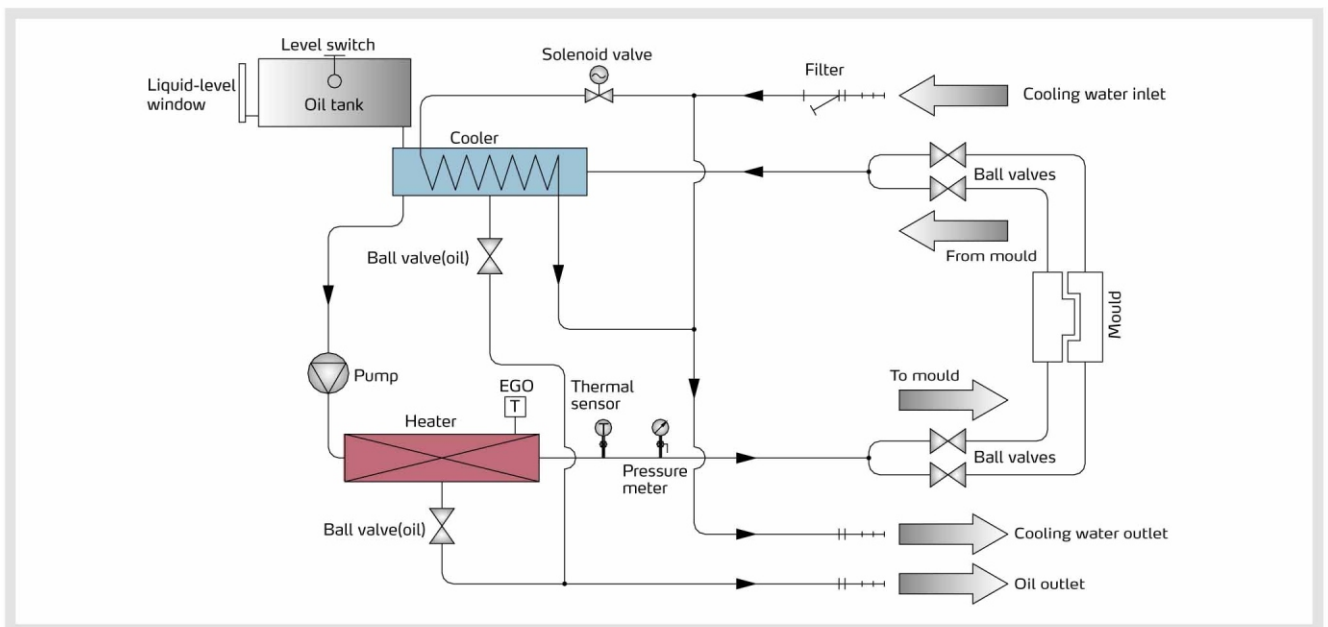 Level switch
Liquid-level
window
Oil tank
Solenoid valve
Filter
Cooling water inlet
Cooler
Ball valves
From mould
Ball valve(oil)
Mould
Pump
EGO
T
Thermal
sensor
T
To mould
Heater
Pressure
meter
Ball valves
Ball valve(oil)
Cooling water outlet
Oil outlet